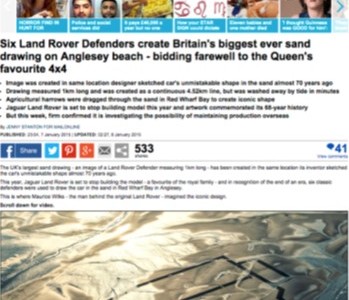 HORROR FIND IN HUNT FOR
Police and social services did
It pays £40,000 a year but no one
How your STAR SIGN could dictate
Eleven babies and one mother died
'I thought Guinness was GOOD for
Six Land Rover Defenders create Britain's biggest ever sand
drawing on Anglesey beach - bidding farewell to the Queen's
favourite 4x4
Image was created in same location designer sketched car's unmistakable shape in the sand almost 70 years ago
Drawing measured 1km long and was created as a continuous 4.52km line, but was washed away by tide in minutes
Agricultural harrows were dragged through the sand in Red Wharf Bay to create iconic shape
Jaguar Land Rover is set to stop building this model this year and artwork commemorated its 68-year history
But this week, firm confirmed it is investigating the possibility of maintaining production overseas
By JENNY STANTON FOR MAILONLINE
PUBLISHED: 23:04, 7 January 2015 | UPDATED: 02:27, 8 January 2015
Share
533
shares
41
View comments
The UK's largest sand drawing - an image of a Land Rover Defender measuring 1km long - has been created in the same location its inventor sketched
the car's unmistakable shape almost 70 years ago.
This year, Jaguar Land Rover is set to stop building the model - a favourite of the royal family - and in recognition of the end of an era, six classic
defenders were used to draw the car in the sand in Red Wharf Bay in Anglesey.
This is where Maurice Wilks - the man behind the original Land Rover - imagined the iconic design.
Scroll down for video.